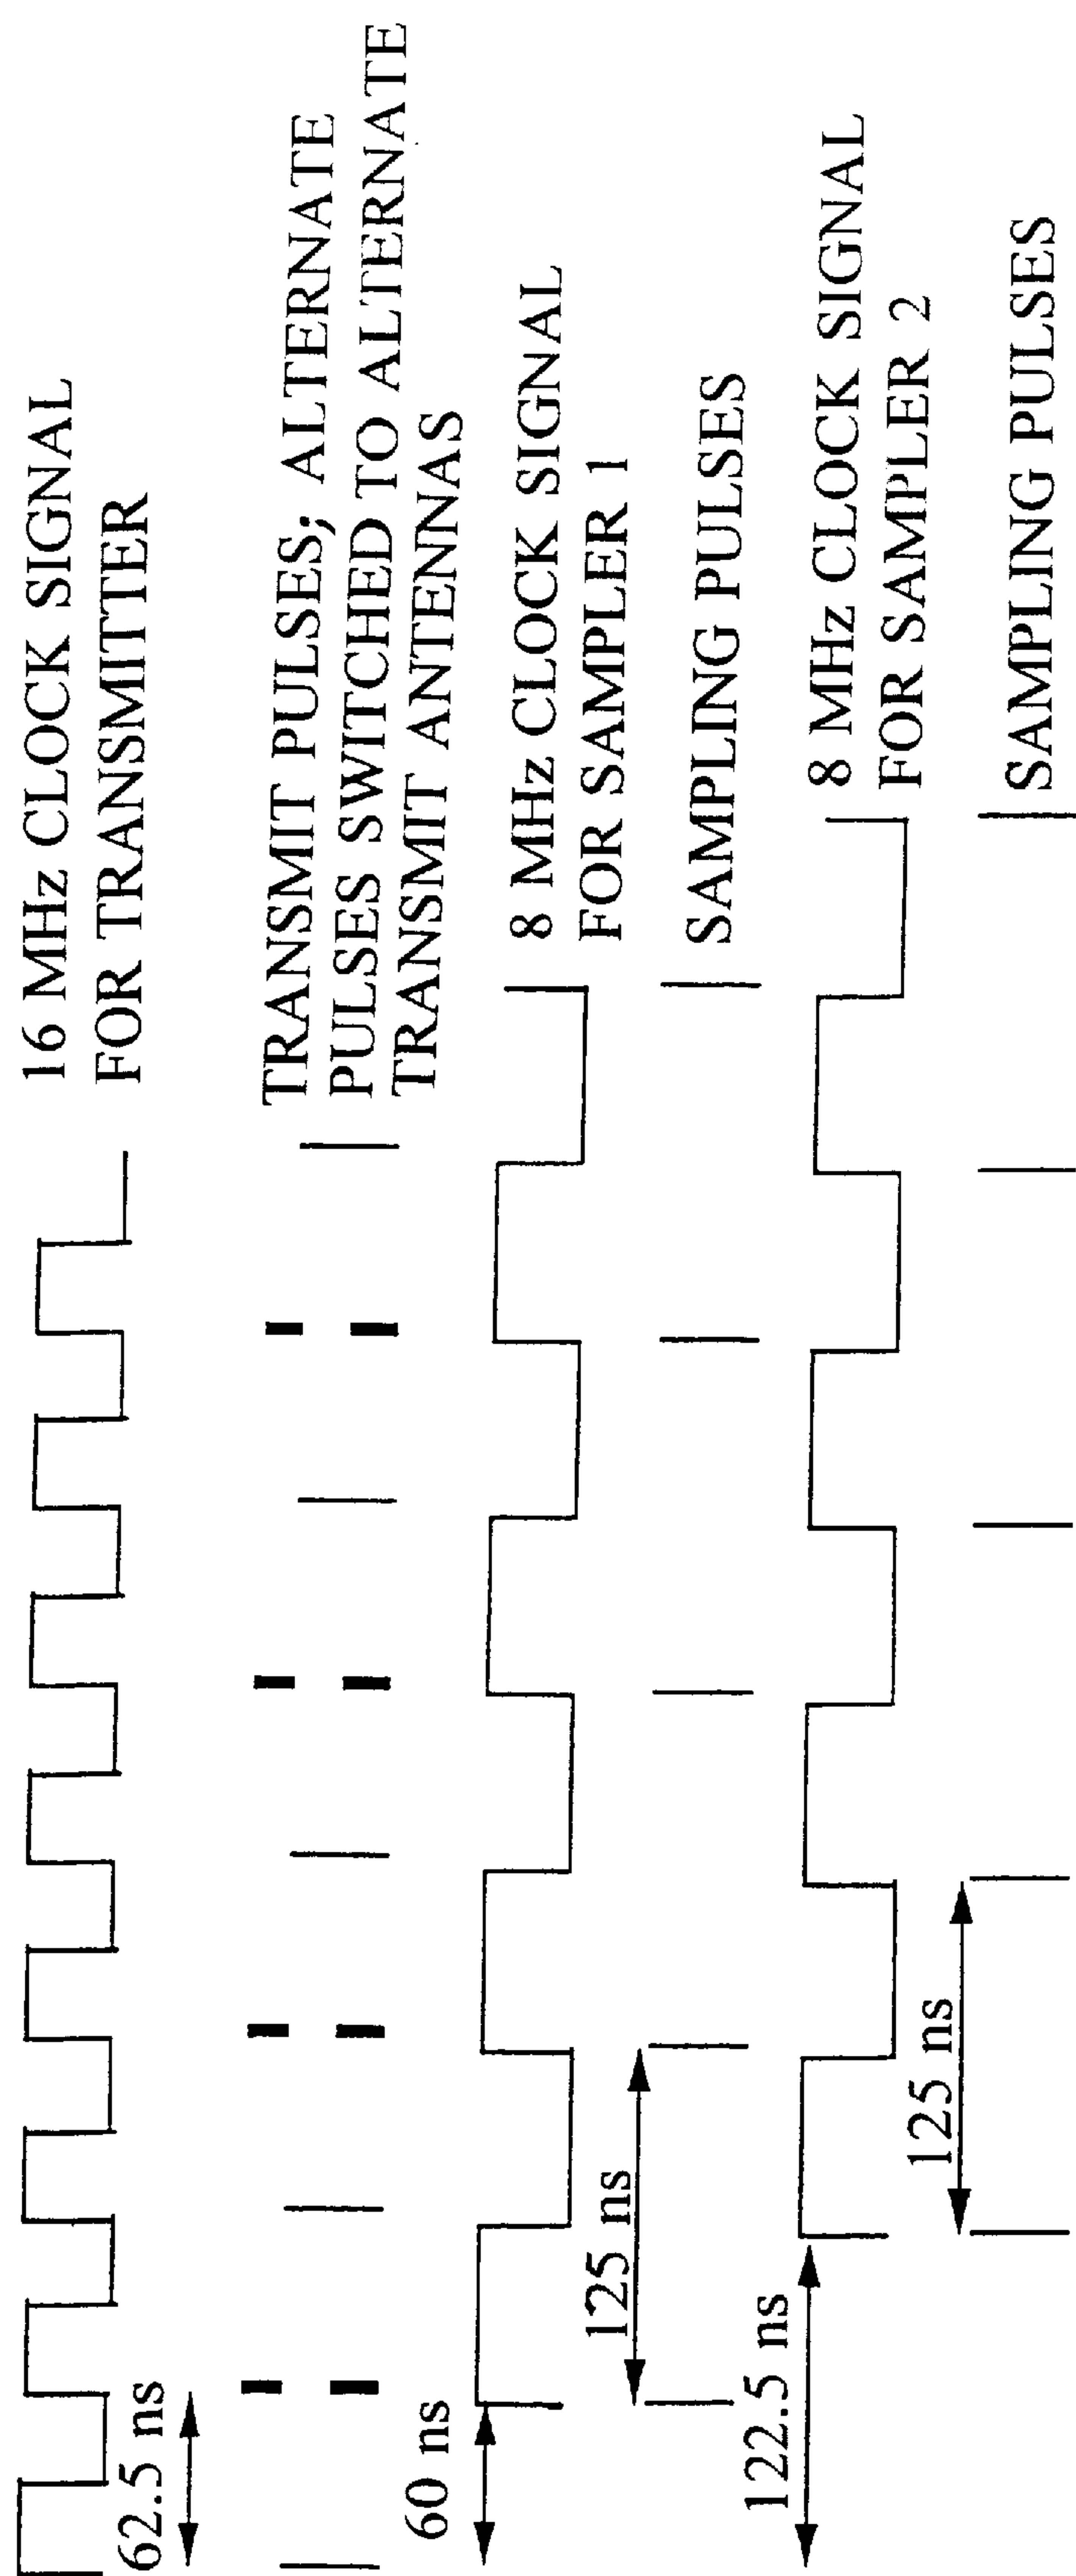 16 MHz CLOCK SIGNAL
FOR TRANSMITTER
62.5 ns
TRANSMIT PULSES; ALTERNATE
PULSES SWITCHED TO ALTERNATE
TRANSMIT ANTENNAS
60 ns
8 MHz CLOCK SIGNAL
FOR SAMPLER 1
125 ns
SAMPLING PULSES
122.5 ns
8 MHz CLOCK SIGNAL
FOR SAMPLER 2
125 ns
SAMPLING PULSES